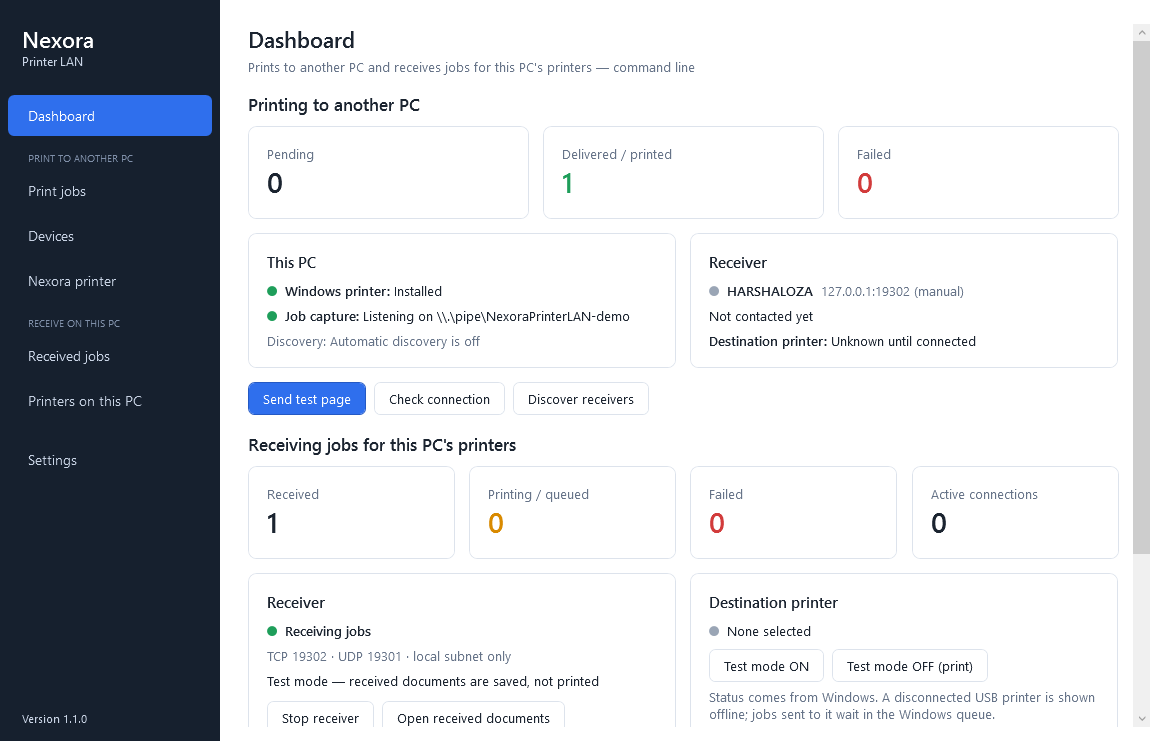 Nexora
Printer LAN
Dashboard
PRINT TO ANOTHER PC
Print jobs
Devices
Nexora printer
RECEIVE ON THIS PC
Received jobs
Printers on this PC
Settings
Version 1.1.0
Dashboard
Prints to another PC and receives jobs for this PC's printers — command line
Printing to another PC
Pending
0
Delivered / printed
1
Failed
0
This PC
Windows printer: Installed
Job capture: Listening on \\.\pipe\NexoraPrinterLAN-demo
Discovery: Automatic discovery is off
Receiver
HARSHALOZA 127.0.0.1:19302 (manual)
Not contacted yet
Destination printer: Unknown until connected
Send test page
Check connection
Discover receivers
Receiving jobs for this PC's printers
Received
1
Printing / queued
0
Failed
0
Active connections
0
Receiver
Receiving jobs
TCP 19302 · UDP 19301 · local subnet only
Test mode — received documents are saved, not printed
Stop receiver
Open received documents
Destination printer
None selected
Test mode ON
Test mode OFF (print)
Status comes from Windows. A disconnected USB printer is shown
offline; jobs sent to it wait in the Windows queue.